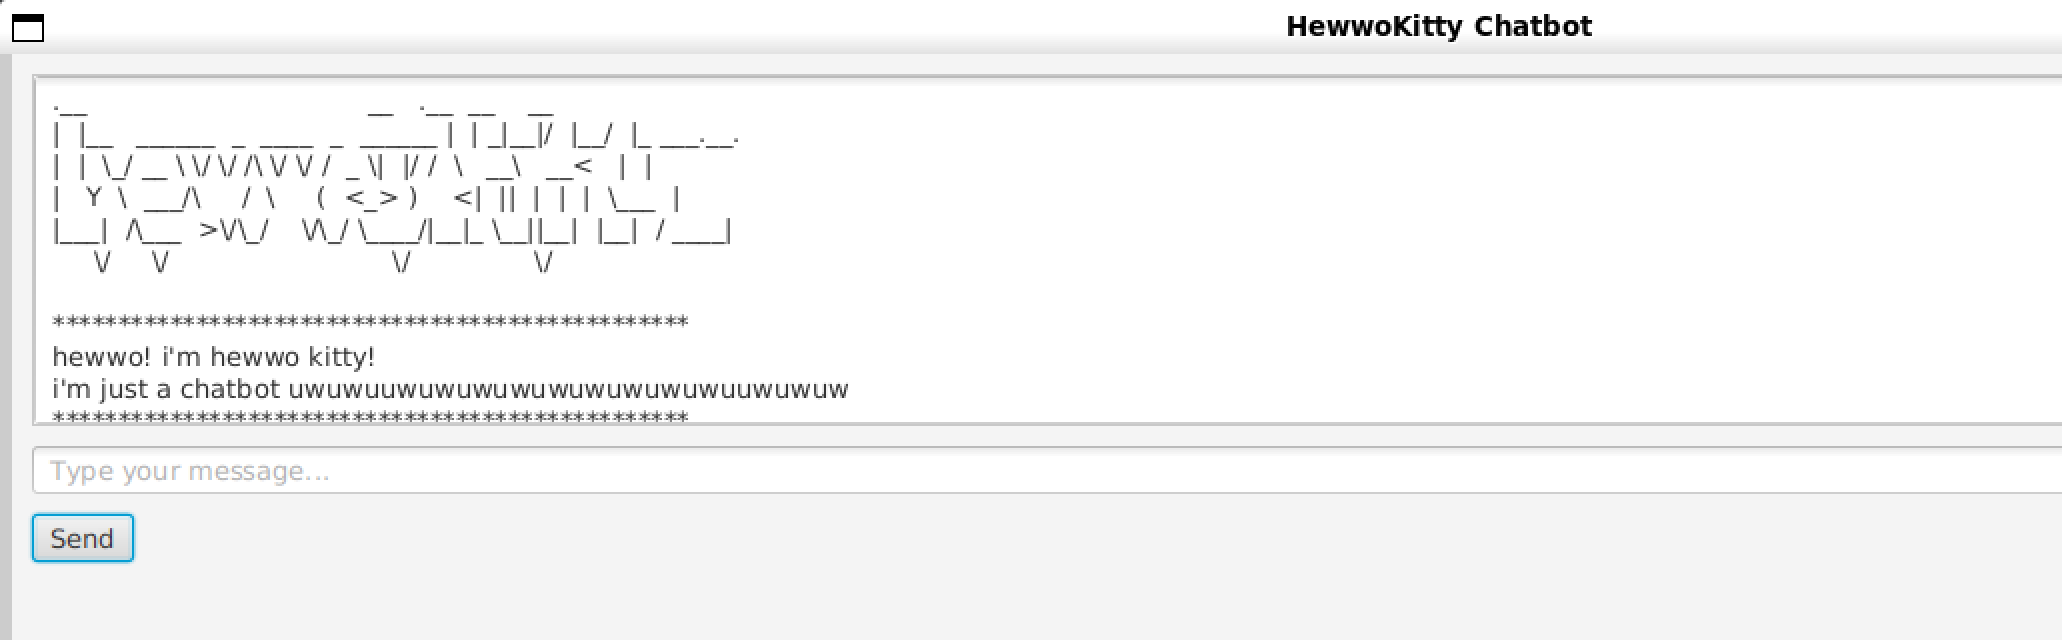 HewwoKitty Chatbot
.__                        __   .__  __    __
|  |__   ______  _  ____  _  ______ |  | _|__|/  |__/  |_ ___.__.
|  |  \_/ __ \ \/ \/ /\ \/ \/ /  _ \|  |/ /  \   __\   __<   |  |
|   Y  \  ___/\     /  \     (  <_> )    <|  ||  |  |  |  \___  |
|___|  /\___  >\/\_/    \/\_/ \____/|__|_ \__||__|  |__|  / ____|
     \/     \/                           \/               \/
*************************************************
hewwo! i'm hewwo kitty!
i'm just a chatbot uwuwuuwuwuwuwuwuwuwuwuwuwuuwuwuw
*************************************************
Type your message...
Send